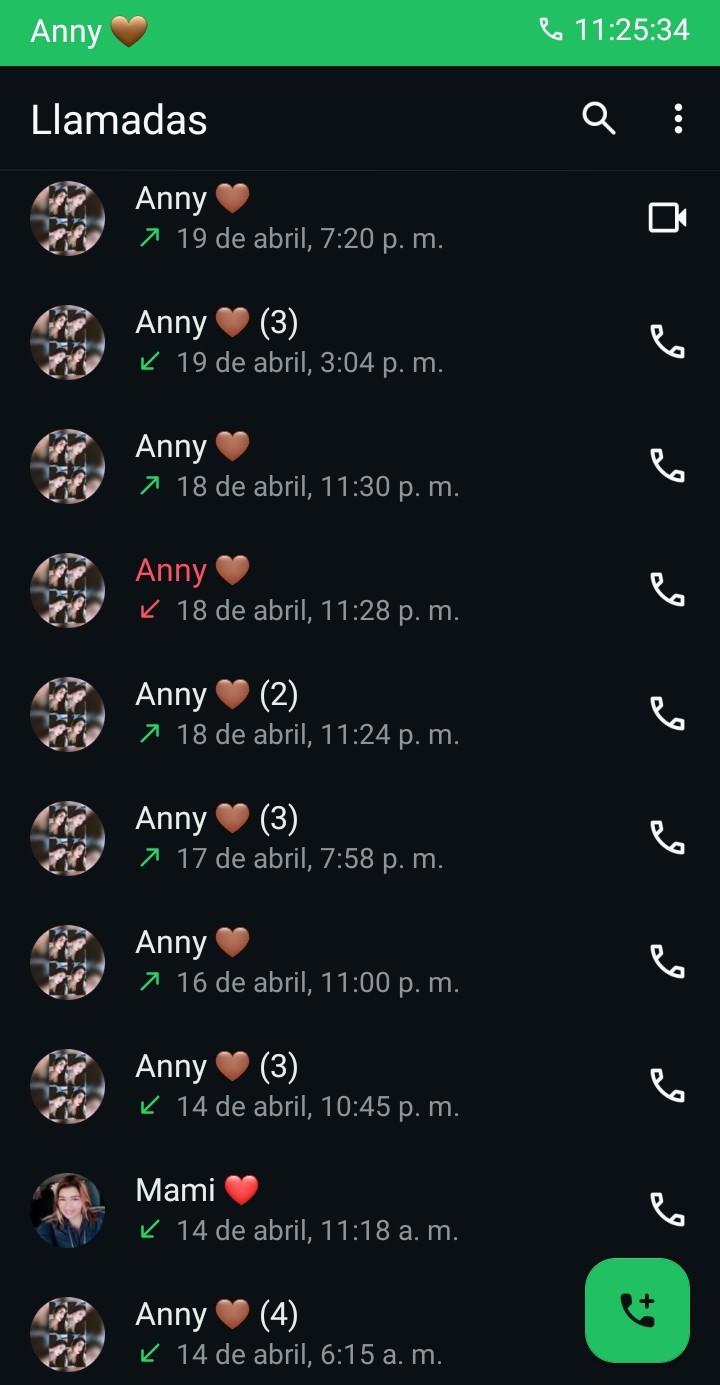 Anny 🤎 11:25:34
Llamadas
Anny 🤎
19 de abril, 7:20 p. m.
Anny 🤎 (3)
19 de abril, 3:04 p. m.
Anny 🤎
18 de abril, 11:30 p. m.
Anny 🤎
18 de abril, 11:28 p. m.
Anny 🤎 (2)
18 de abril, 11:24 p. m.
Anny 🤎 (3)
17 de abril, 7:58 p. m.
Anny 🤎
16 de abril, 11:00 p. m.
Anny 🤎 (3)
14 de abril, 10:45 p. m.
Mami ❤️
14 de abril, 11:18 a. m.
Anny 🤎 (4)
14 de abril, 6:15 a. m.